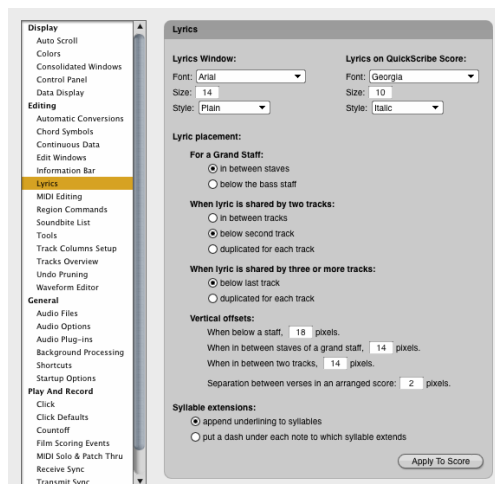 Display
Auto Scroll
Colors
Consolidated Windows
Control Panel
Data Display
Editing
Automatic Conversions
Chord Symbols
Continuous Data
Edit Windows
Information Bar
Lyrics
MIDI Editing
Region Commands
Soundbite List
Tools
Track Columns Setup
Tracks Overview
Undo Pruning
Waveform Editor
General
Audio Files
Audio Options
Audio Plug-ins
Background Processing
Shortcuts
Startup Options
Play And Record
Click
Click Defaults
Countoff
Film Scoring Events
MIDI Solo & Patch Thru
Receive Sync
Transmit Sync
Lyrics
Lyrics Window:
Font: Arial
Size: 14
Style: Plain
Lyrics on QuickScribe Score:
Font: Georgia
Size: 10
Style: Italic
Lyric placement:
For a Grand Staff:
in between staves
below the bass staff
When lyric is shared by two tracks:
in between tracks
below second track
duplicated for each track
When lyric is shared by three or more tracks:
below last track
duplicated for each track
Vertical offsets:
When below a staff, 18 pixels.
When in between staves of a grand staff, 14 pixels.
When in between two tracks, 14 pixels.
Separation between verses in an arranged score: 2 pixels.
Syllable extensions:
append underlining to syllables
put a dash under each note to which syllable extends
Apply To Score